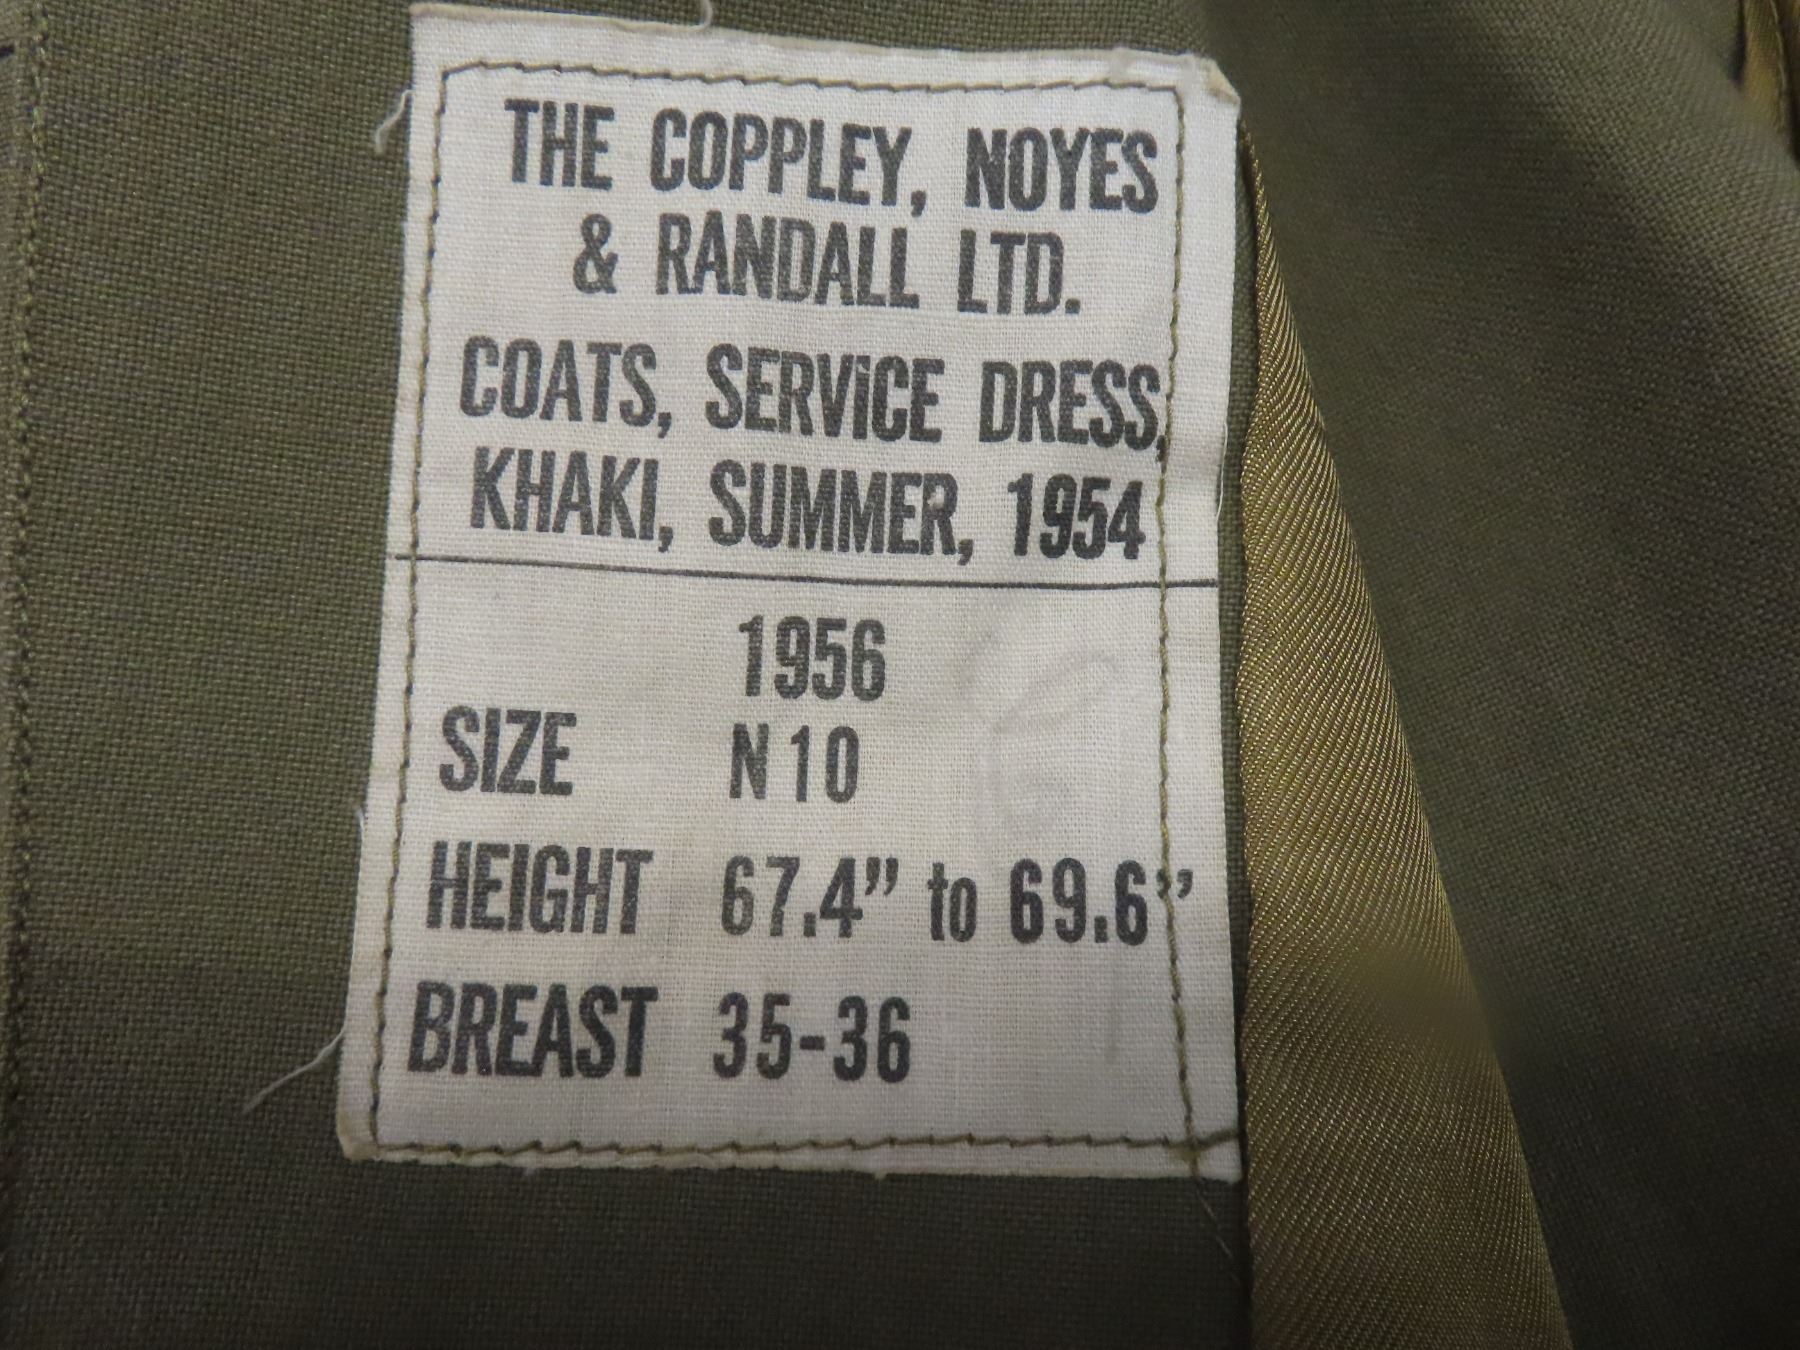 THE COPPLEY, NOYES
& RANDALL LTD.
COATS, SERVICE DRESS,
KHAKI, SUMMER, 1954
1956
SIZE N 10
HEIGHT 67.4” to 69.6”
BREAST 35-36